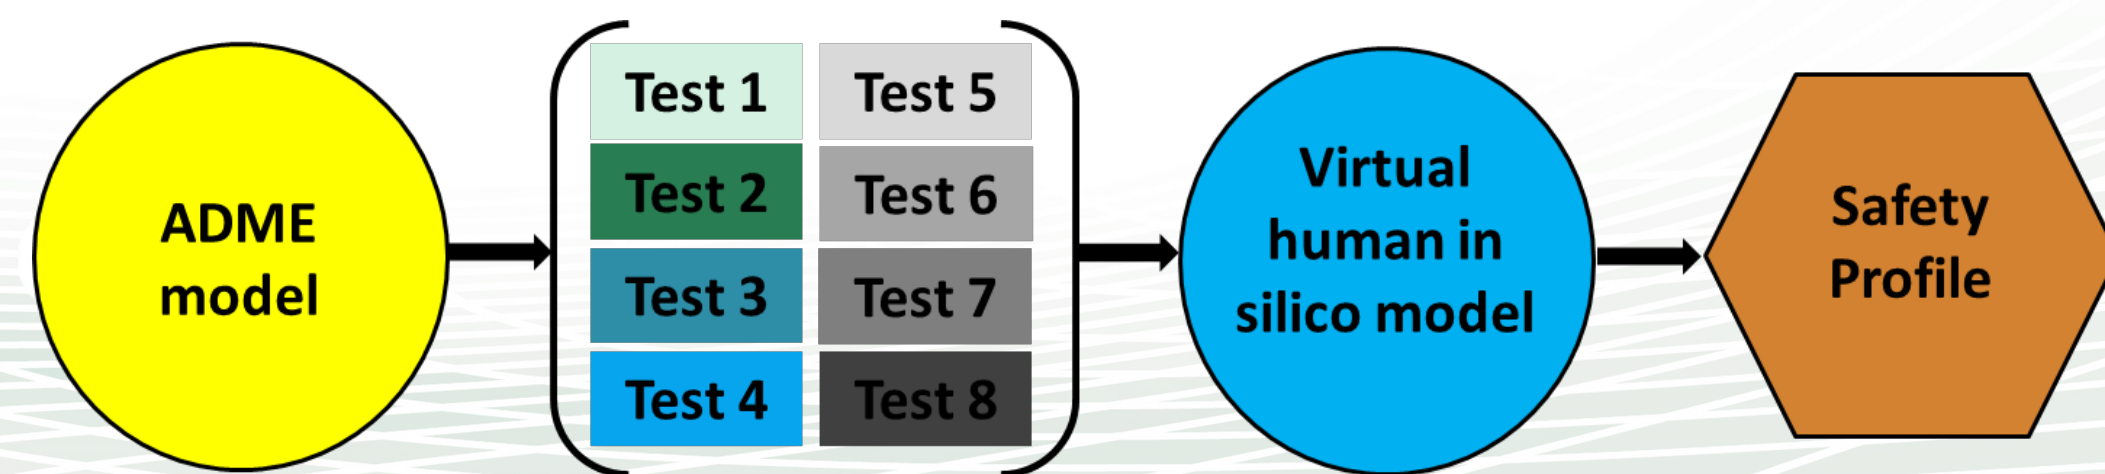 ADME
model
Test 1
Test 2
Test 3
Test 4
Test 5
Test 6
Test 7
Test 8
Virtual
human in
silico model
Safety
Profile